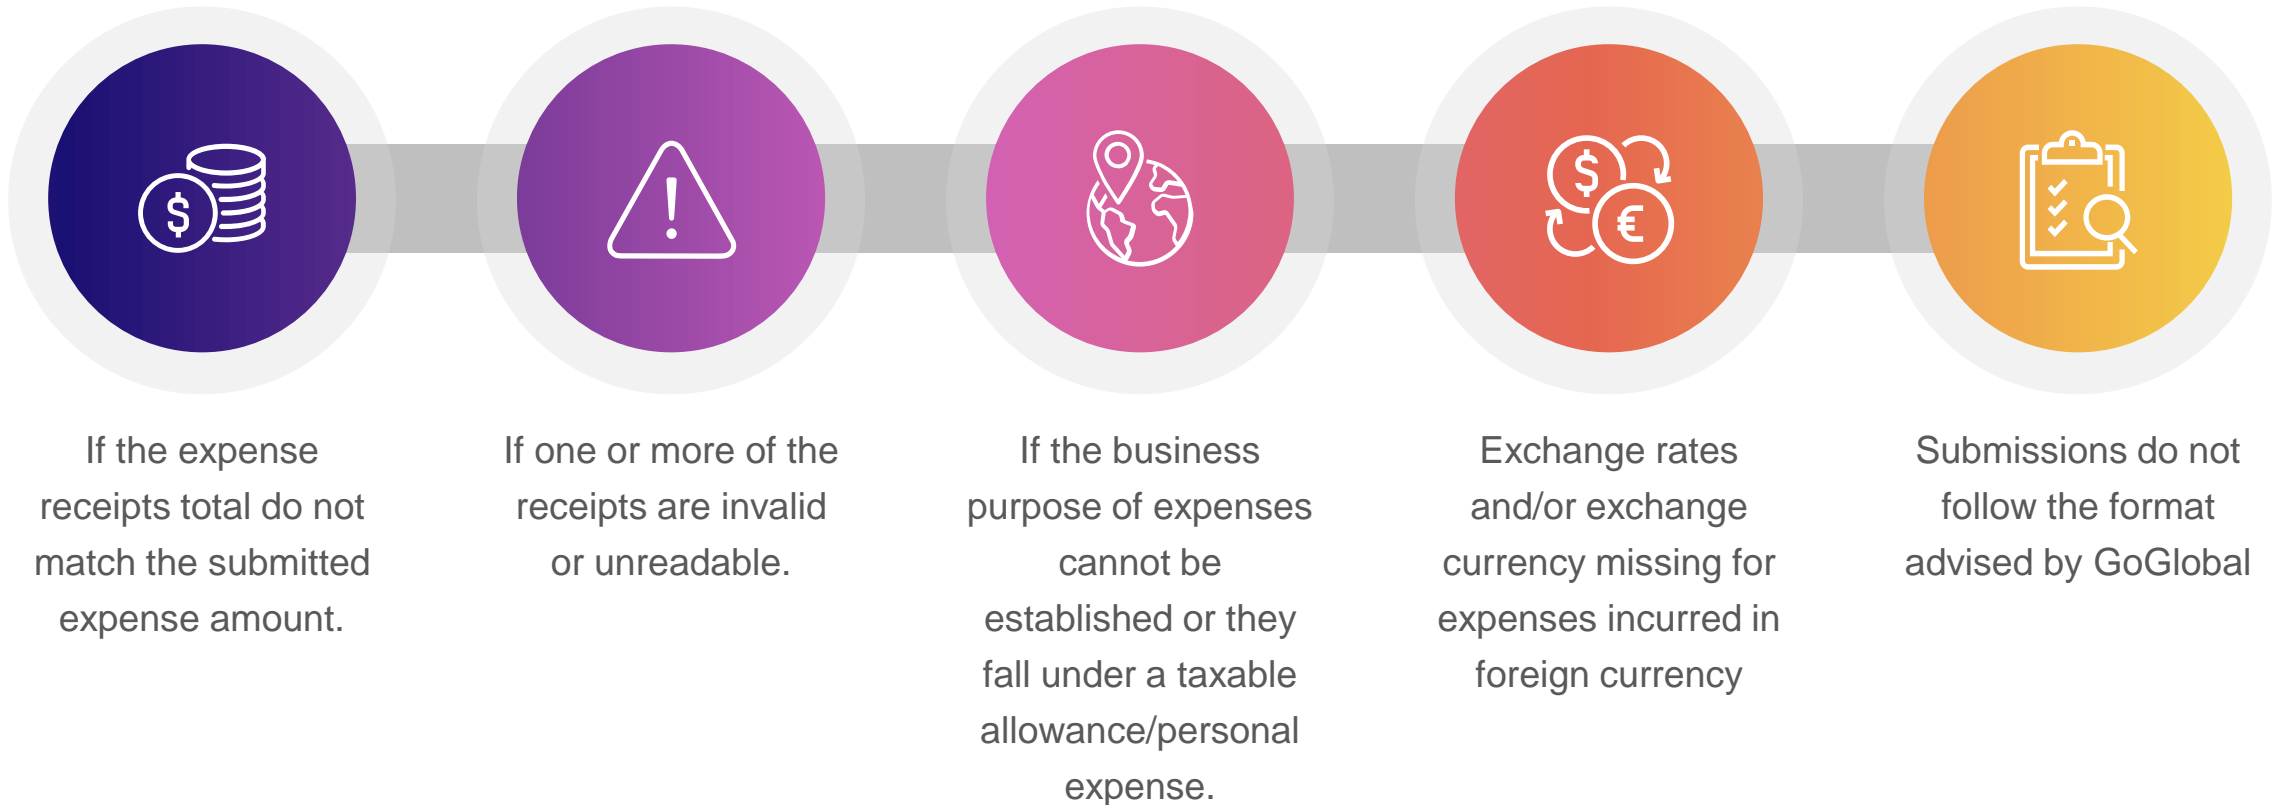 $
$
€
If the expense
receipts total do not
match the submitted
expense amount.
If one or more of the
receipts are invalid
or unreadable.
If the business
purpose of expenses
cannot be
established or they
fall under a taxable
allowance/personal
expense.
Exchange rates
and/or exchange
currency missing for
expenses incurred in
foreign currency
Submissions do not
follow the format
advised by GoGlobal